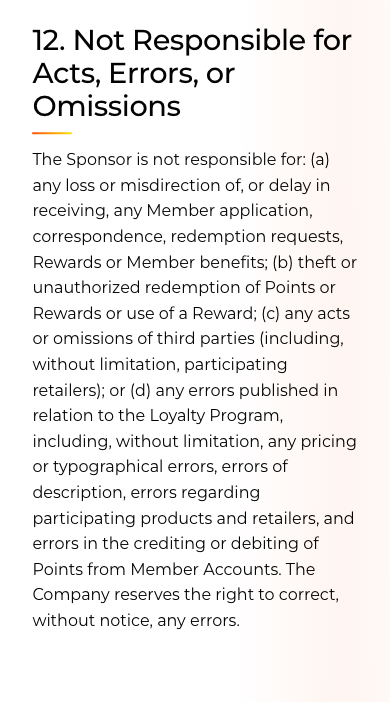 12. Not Responsible for
Acts, Errors, or
Omissions
The Sponsor is not responsible for: (a)
any loss or misdirection of, or delay in
receiving, any Member application,
correspondence, redemption requests,
Rewards or Member benefits; (b) theft or
unauthorized redemption of Points or
Rewards or use of a Reward; (c) any acts
or omissions of third parties (including,
without limitation, participating
retailers); or (d) any errors published in
relation to the Loyalty Program,
including, without limitation, any pricing
or typographical errors, errors of
description, errors regarding
participating products and retailers, and
errors in the crediting or debiting of
Points from Member Accounts. The
Company reserves the right to correct,
without notice, any errors.